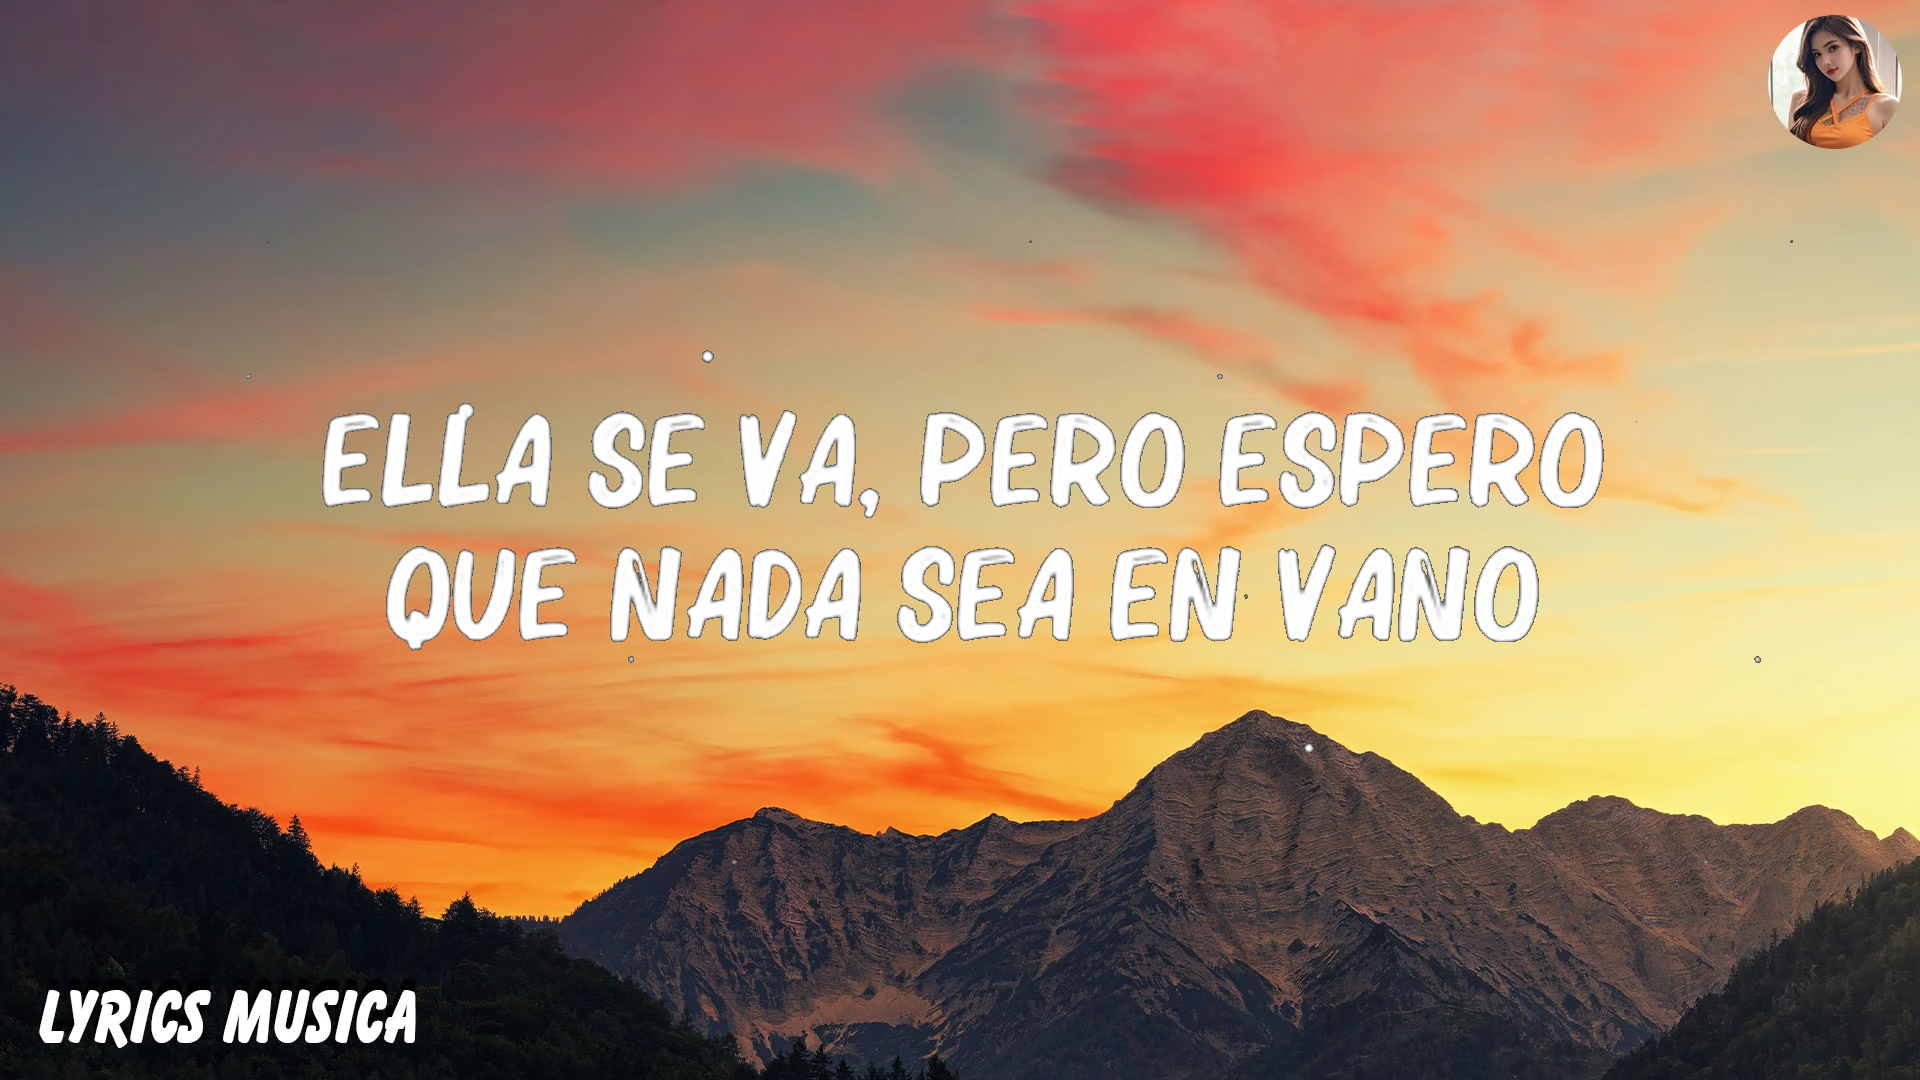 ELLA SE VA, PERO ESPERO
QUE NADA SEA EN VANO
LYRICS MUSICA